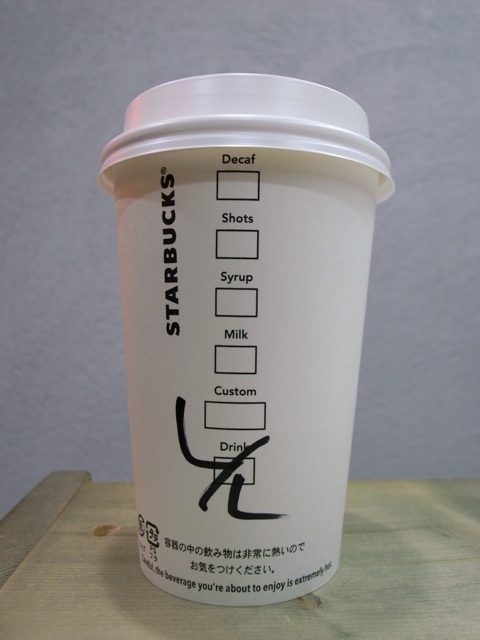 STARBUCKS®
Decaf
Shots
Syrup
Milk
Custom
Drink
容器の中の飲み物は非常に熱いので
お気をつけください。
Careful, the beverage you're about to enjoy is extremely hot.